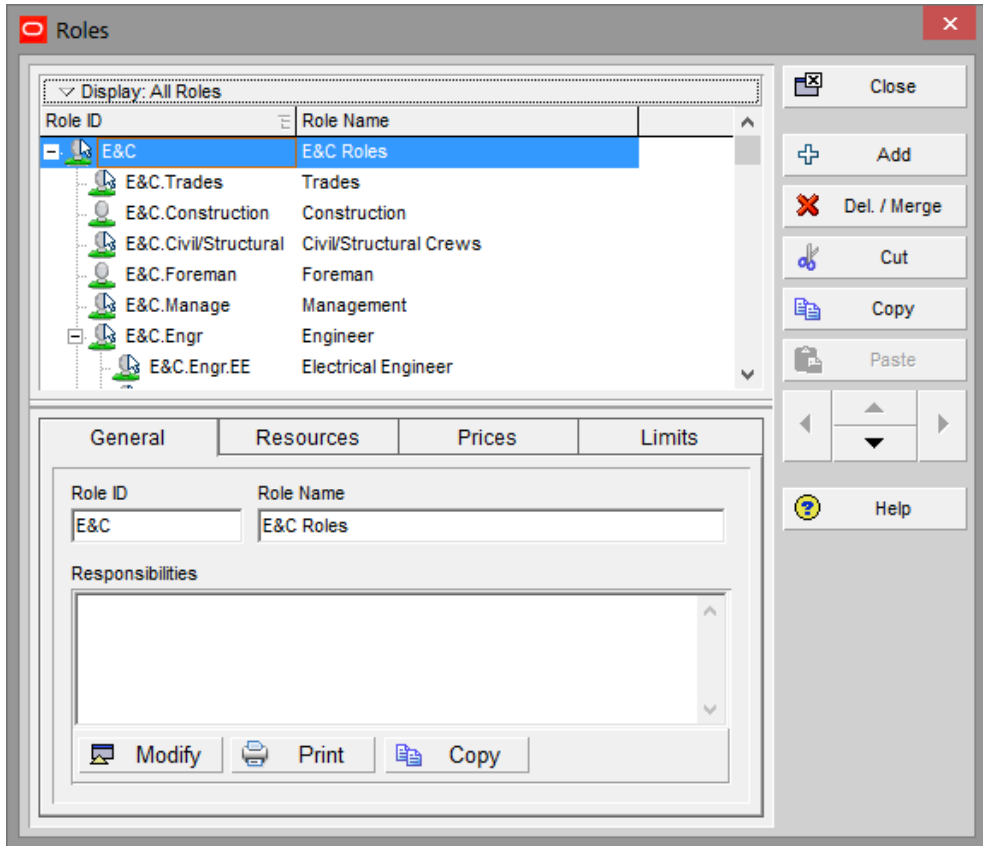 Roles
Display: All Roles
Role ID Role Name
E&C E&C Roles
E&C.Trades Trades
E&C.Construction Construction
E&C.Civil/Structural Civil/Structural Crews
E&C.Foreman Foreman
E&C.Manage Management
E&C.Engr Engineer
E&C.Engr.EE Electrical Engineer
General Resources Prices Limits
Role ID Role Name
E&C E&C Roles
Responsibilities
Modify Print Copy
Close
Add
Del. / Merge
Cut
Copy
Paste
Help